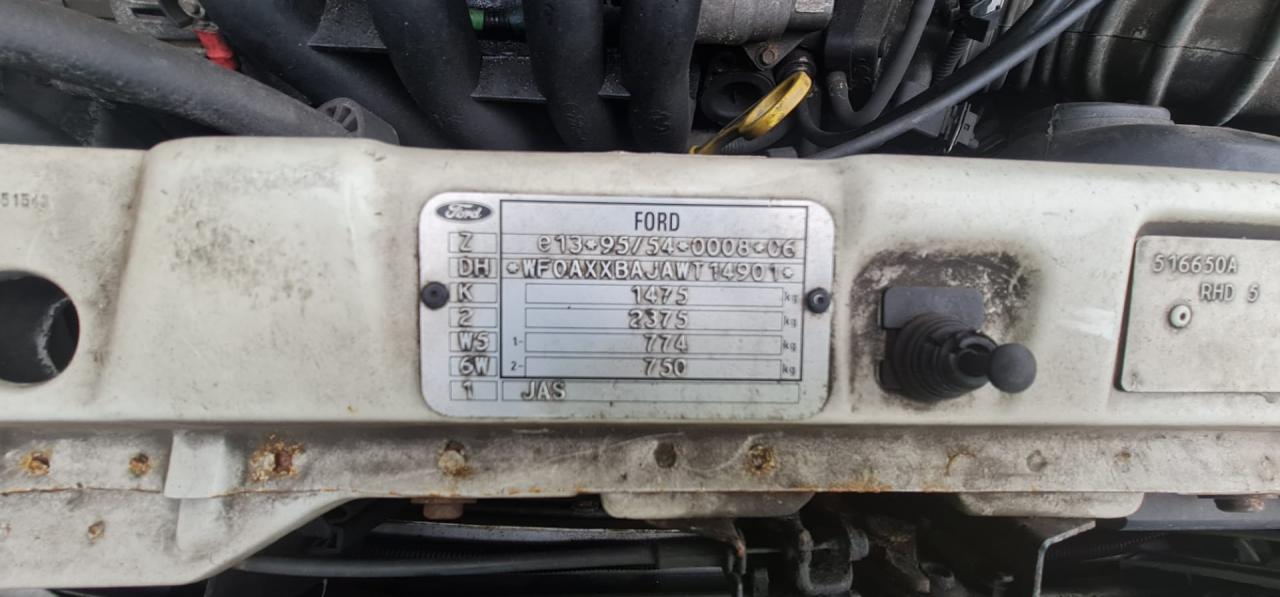 51543
Ford
FORD
Z e13*95/54*0008*06
DH *WF0AXXBAJAWT14901*
K 1475 kg
2 2375 kg
W5 1- 774 kg
6W 2- 750 kg
1 JAS
516650A
RHD 5